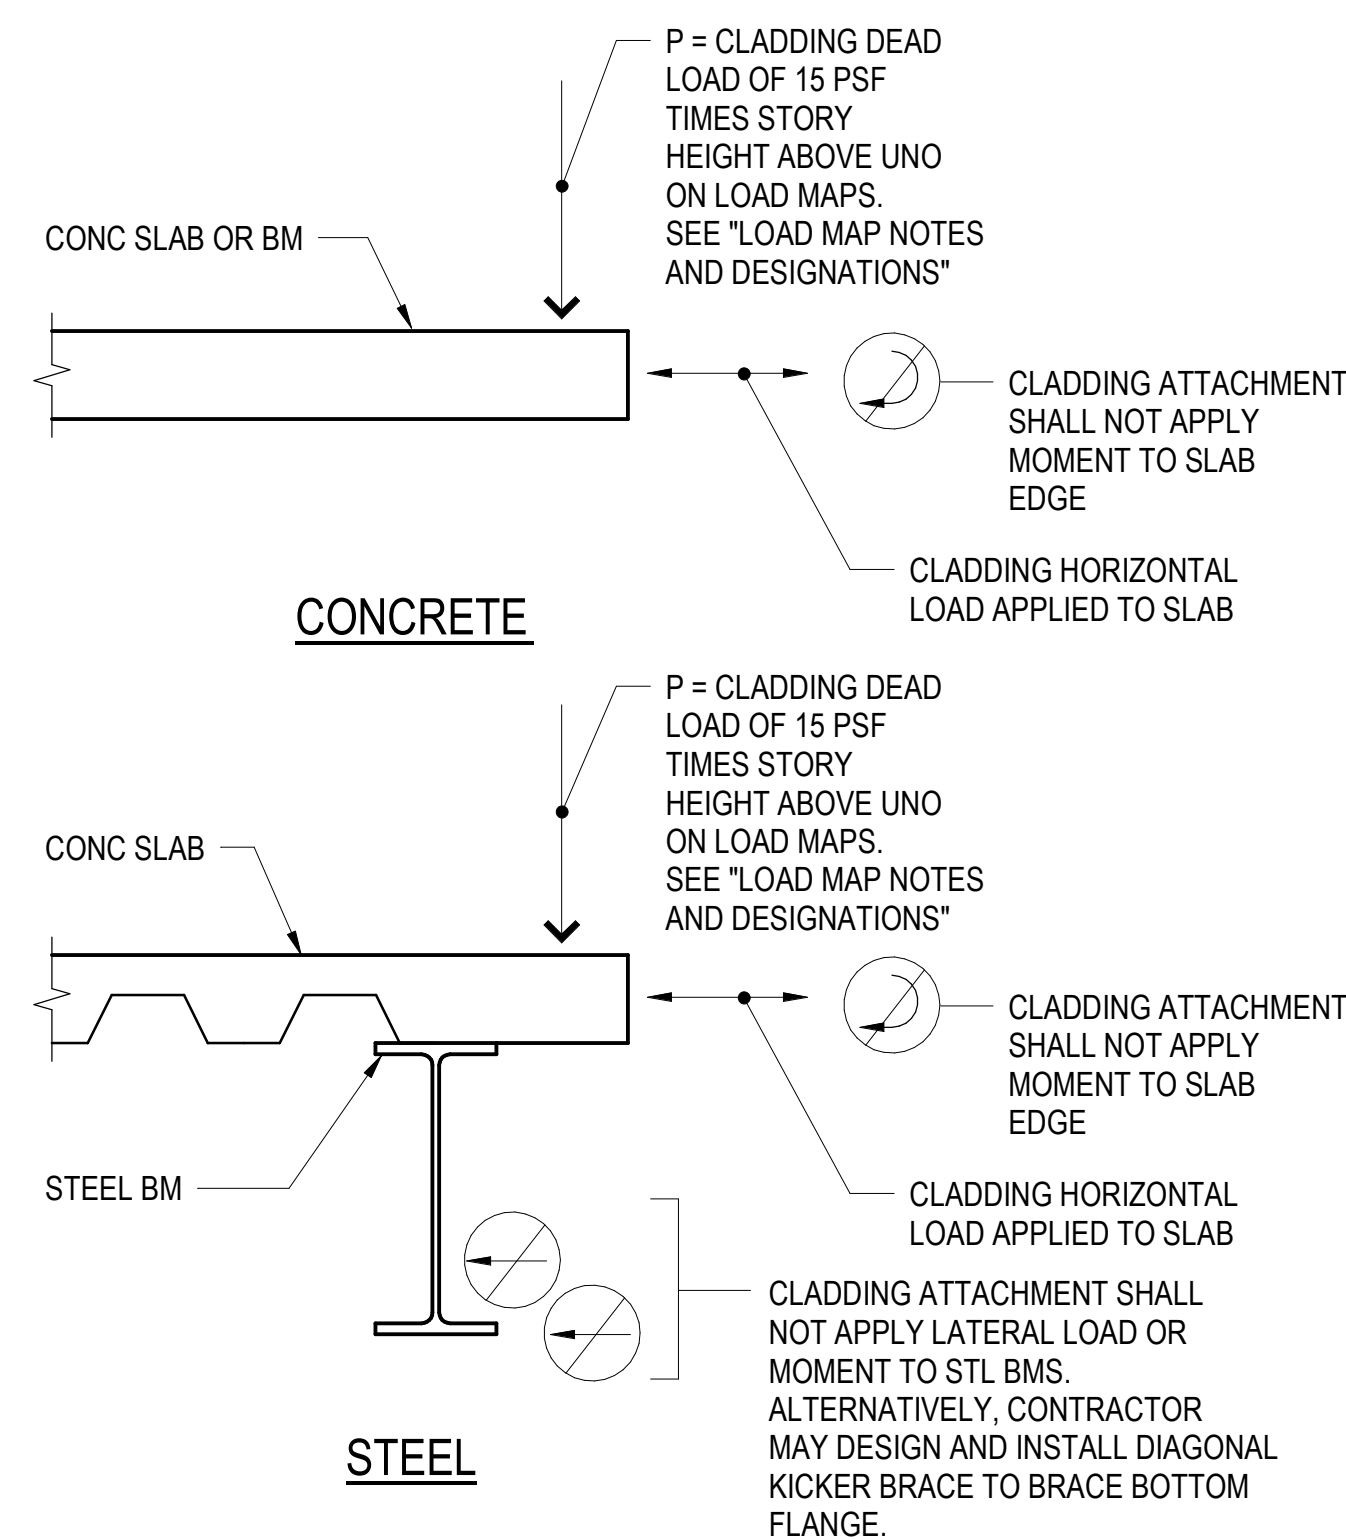 P = CLADDING DEAD
LOAD OF 15 PSF
TIMES STORY
HEIGHT ABOVE UNO
ON LOAD MAPS.
SEE "LOAD MAP NOTES
AND DESIGNATIONS"
CONC SLAB OR BM
CLADDING ATTACHMENT
SHALL NOT APPLY
MOMENT TO SLAB
EDGE
CLADDING HORIZONTAL
LOAD APPLIED TO SLAB
CONCRETE
P = CLADDING DEAD
LOAD OF 15 PSF
TIMES STORY
HEIGHT ABOVE UNO
ON LOAD MAPS.
SEE "LOAD MAP NOTES
AND DESIGNATIONS"
CONC SLAB
CLADDING ATTACHMENT
SHALL NOT APPLY
MOMENT TO SLAB
EDGE
STEEL BM
CLADDING HORIZONTAL
LOAD APPLIED TO SLAB
CLADDING ATTACHMENT SHALL
NOT APPLY LATERAL LOAD OR
MOMENT TO STL BMS.
ALTERNATIVELY, CONTRACTOR
MAY DESIGN AND INSTALL DIAGONAL
KICKER BRACE TO BRACE BOTTOM
FLANGE.
STEEL